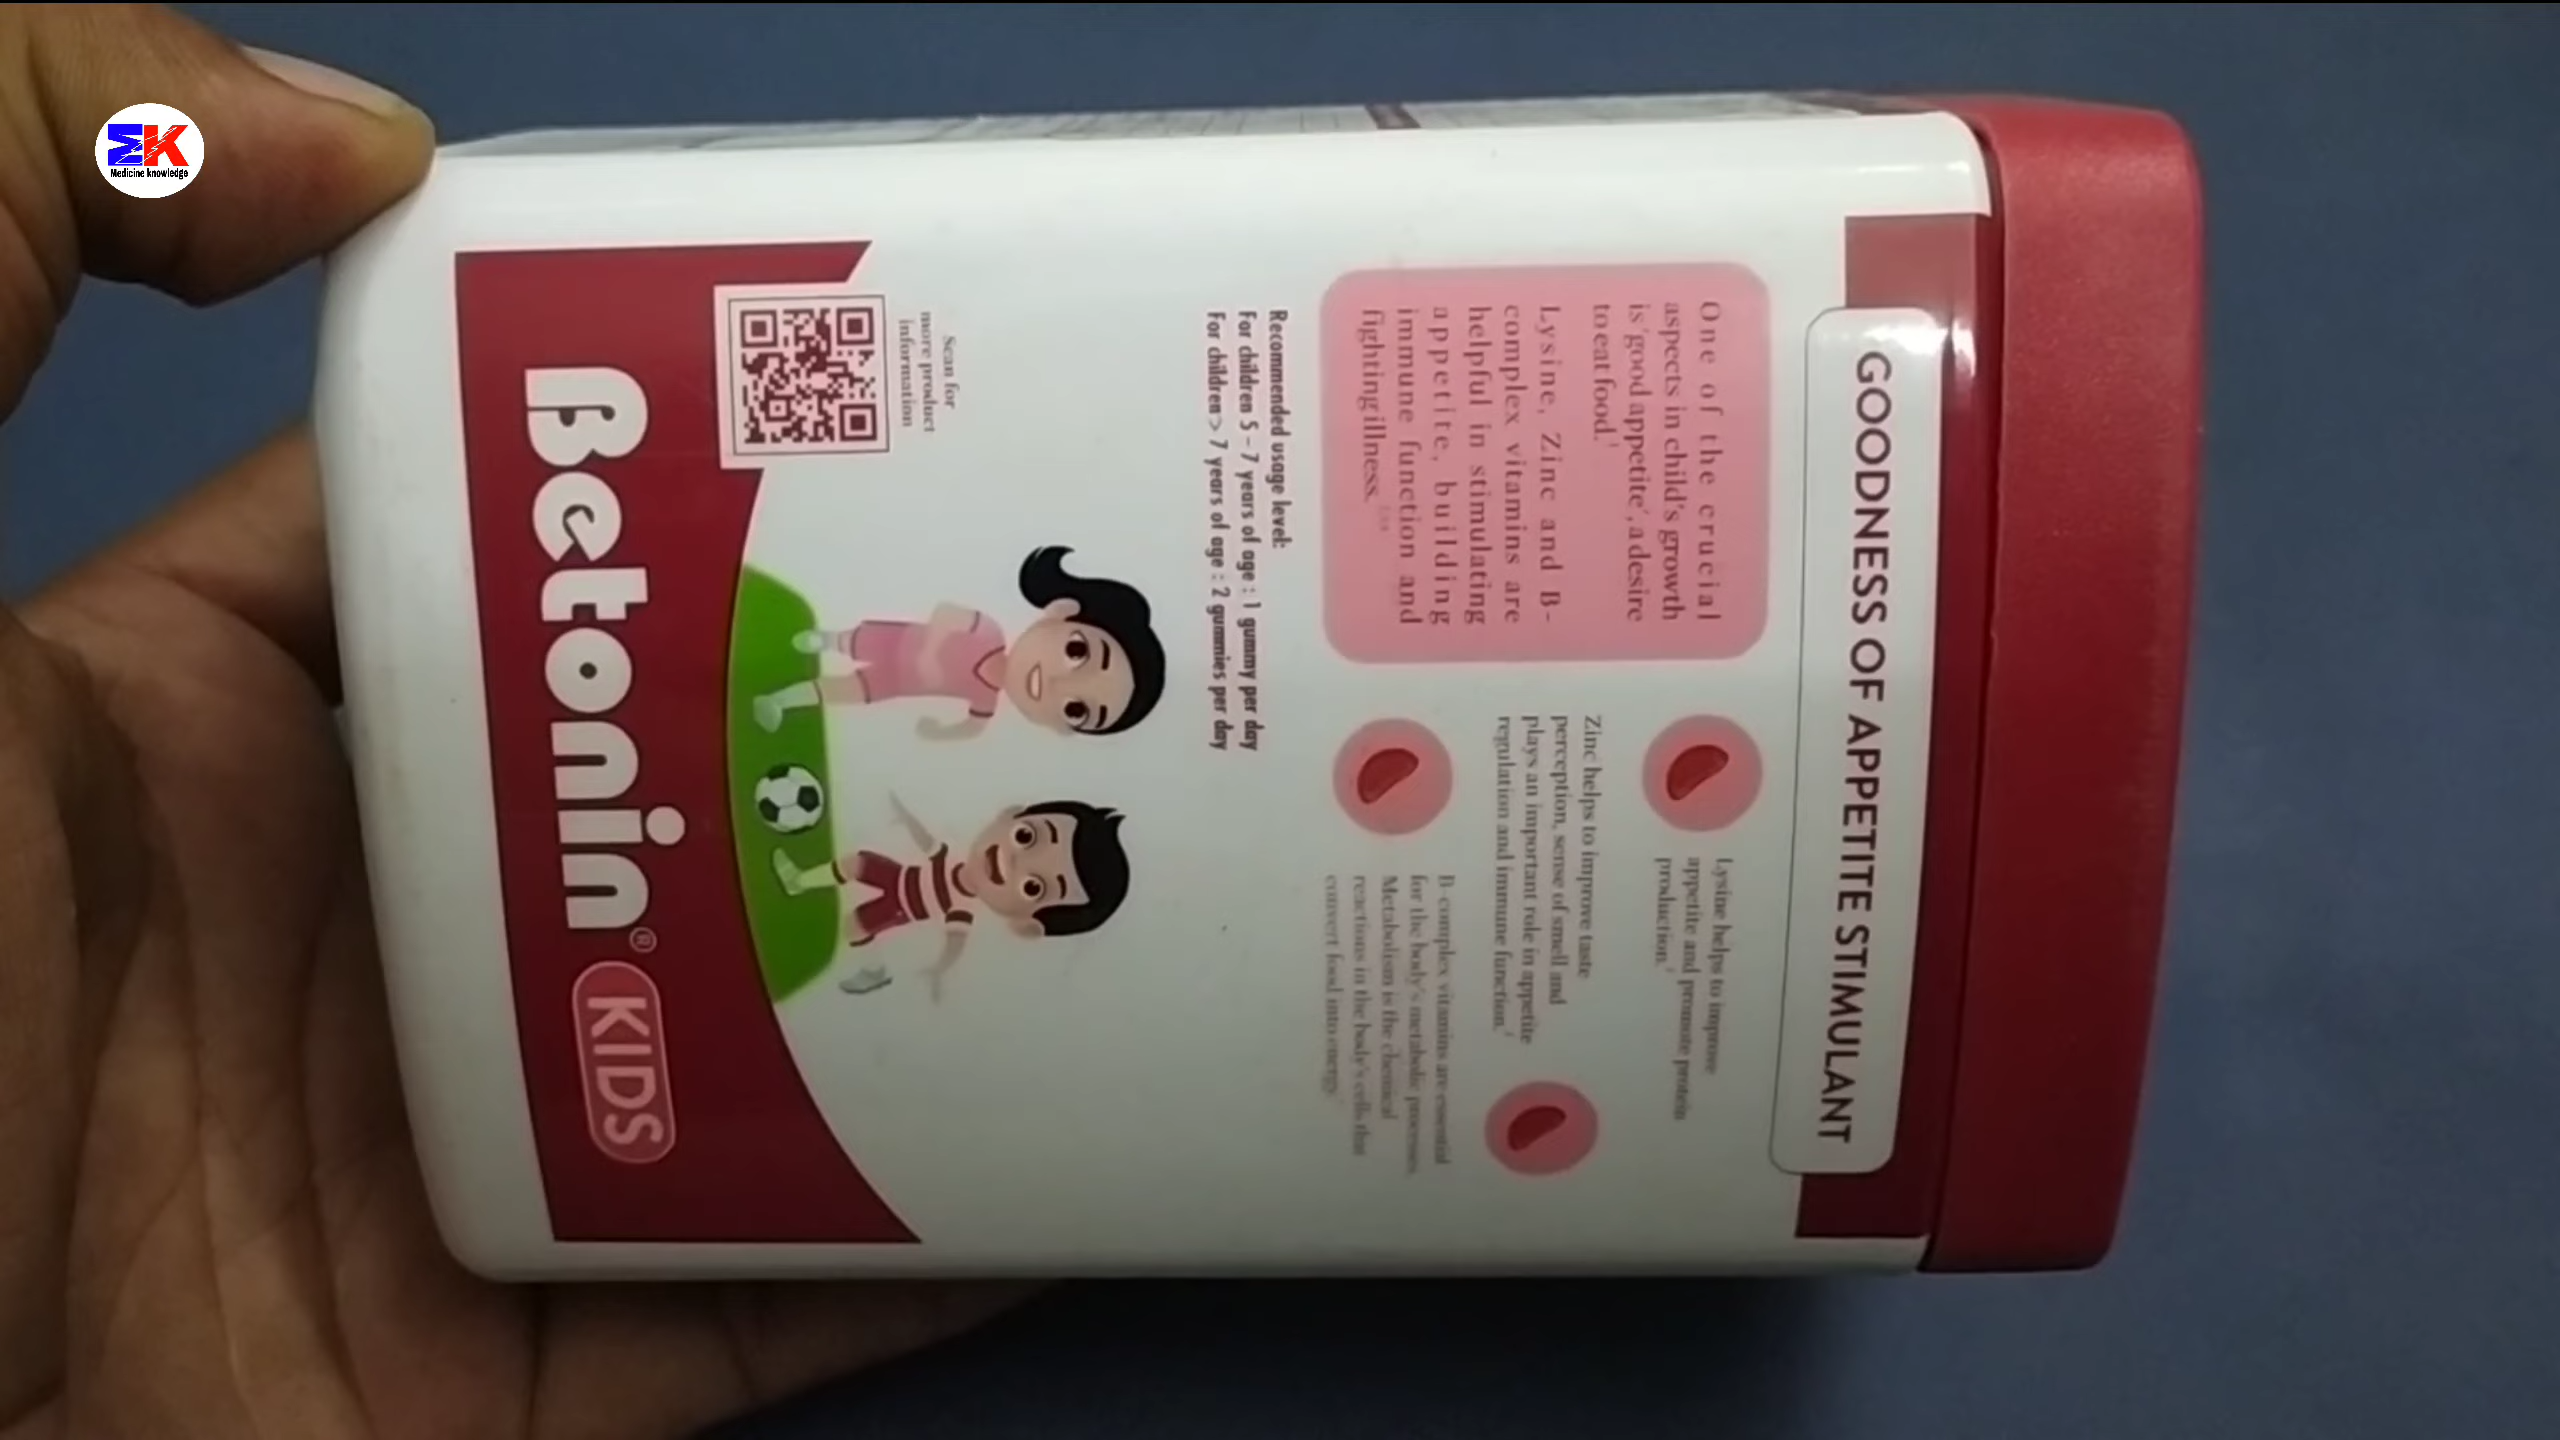 Medicine knowledge
GOODNESS OF APPETITE STIMULANT
One of the crucial
aspects in child's growth
is 'good appetite', a desire
to eat food.¹
Lysine, Zinc and B-
complex vitamins are
helpful in stimulating
appetite, building
immune function and
fighting illness.
Lysine helps to improve
appetite and promote protein
production.
Zinc helps to improve taste
perception, sense of smell and
plays an important role in appetite
regulation and immune function.
B-complex vitamins are essential
for the body's metabolic processes.
Metabolism is the chemical
reactions in the body's cells that
convert food into energy.
Recommended usage level:
For children 5 - 7 years of age : 1 gummy per day
For children > 7 years of age : 2 gummies per day
Scan for
more product
information
Betonin® KIDS